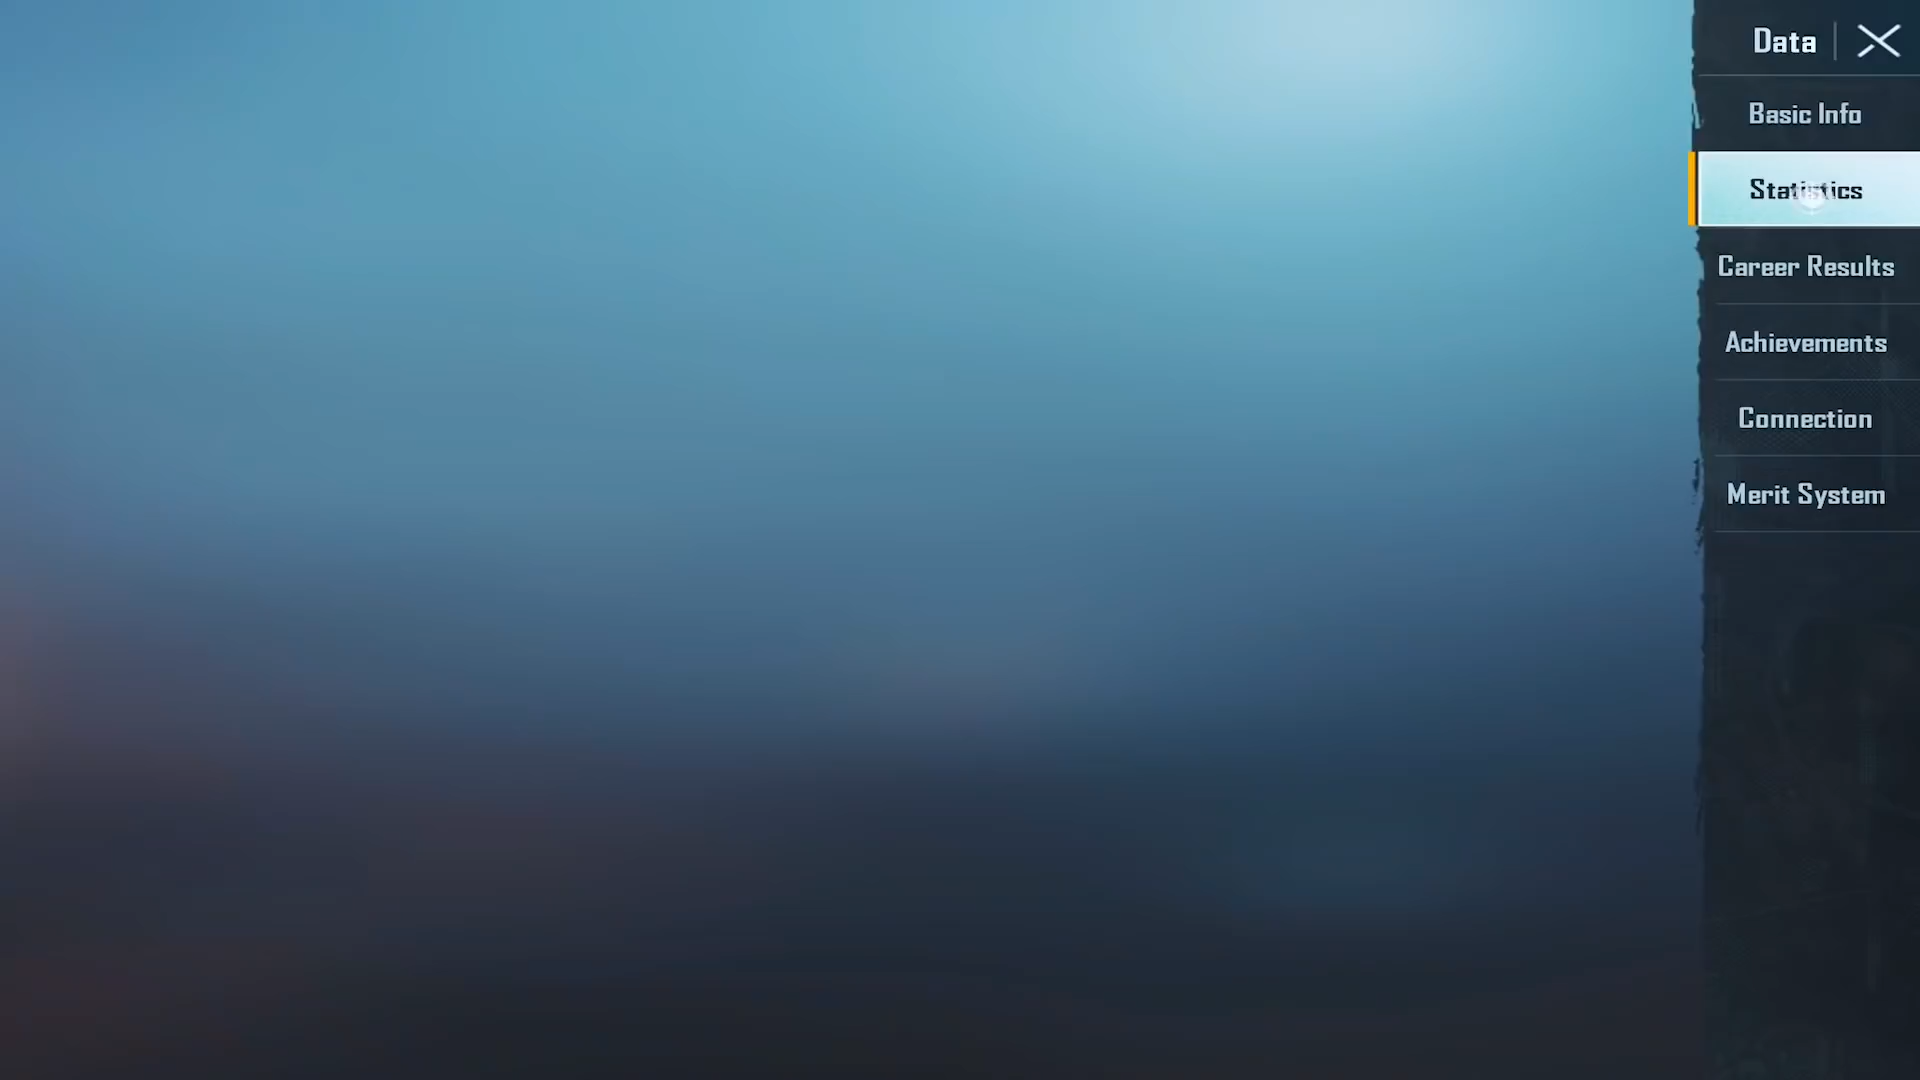 Data
Basic Info
Statistics
Career Results
Achievements
Connection
Merit System